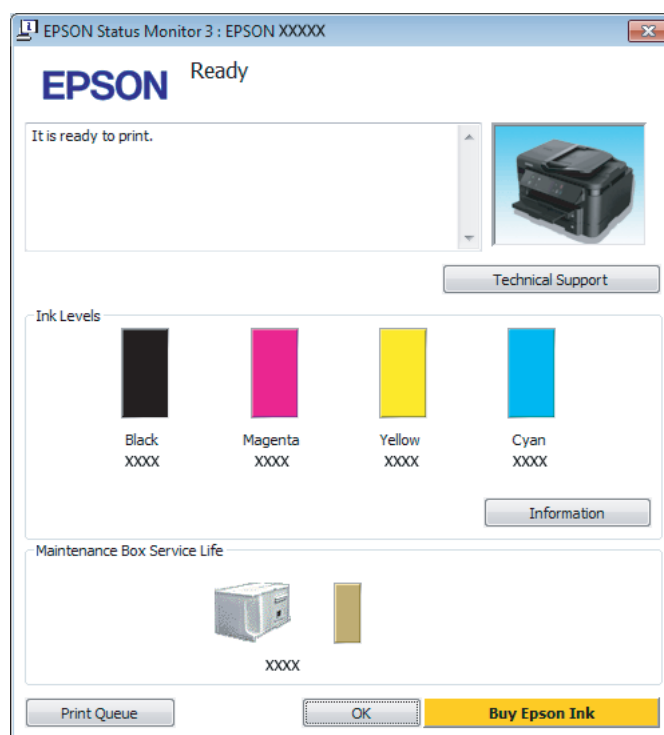 EPSON Status Monitor 3 : EPSON XXXXX
EPSON
Ready
It is ready to print.
Technical Support
Ink Levels
Black Magenta Yellow Cyan
XXXX XXXX XXXX XXXX
Information
Maintenance Box Service Life
XXXX
Print Queue OK Buy Epson Ink